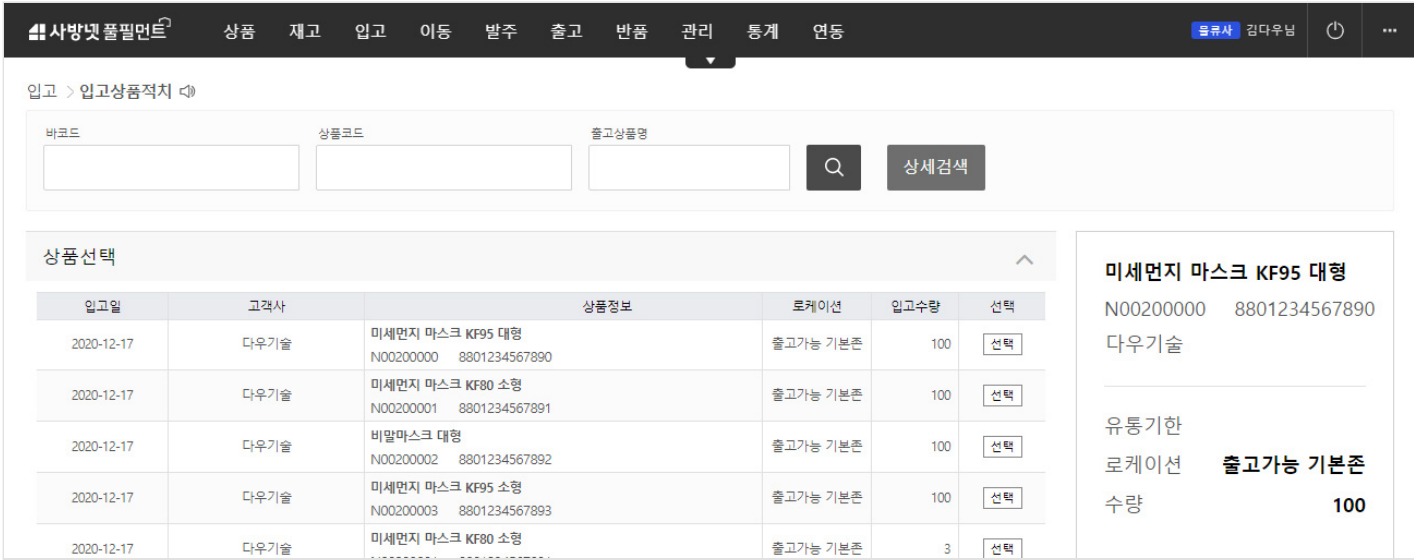 사방넷 풀필먼트 상품 재고 입고 이동 발주 출고 반품 관리 통계 연동 물류사 김다우님 ···
입고 > 입고상품적치
바코드 상품코드 출고상품명
상세검색
상품선택
입고일 고객사 상품정보 로케이션 입고수량 선택
2020-12-17 다우기술 미세먼지 마스크 KF95 대형 출고가능 기본존 100 선택
N00200000 8801234567890
2020-12-17 다우기술 미세먼지 마스크 KF80 소형 출고가능 기본존 100 선택
N00200001 8801234567891
2020-12-17 다우기술 비말마스크 대형 출고가능 기본존 100 선택
N00200002 8801234567892
2020-12-17 다우기술 미세먼지 마스크 KF95 소형 출고가능 기본존 100 선택
N00200003 8801234567893
2020-12-17 다우기술 미세먼지 마스크 KF80 소형 출고가능 기본존 3 선택
미세먼지 마스크 KF95 대형
N00200000 8801234567890
다우기술
유통기한
로케이션 출고가능 기본존
수량 100